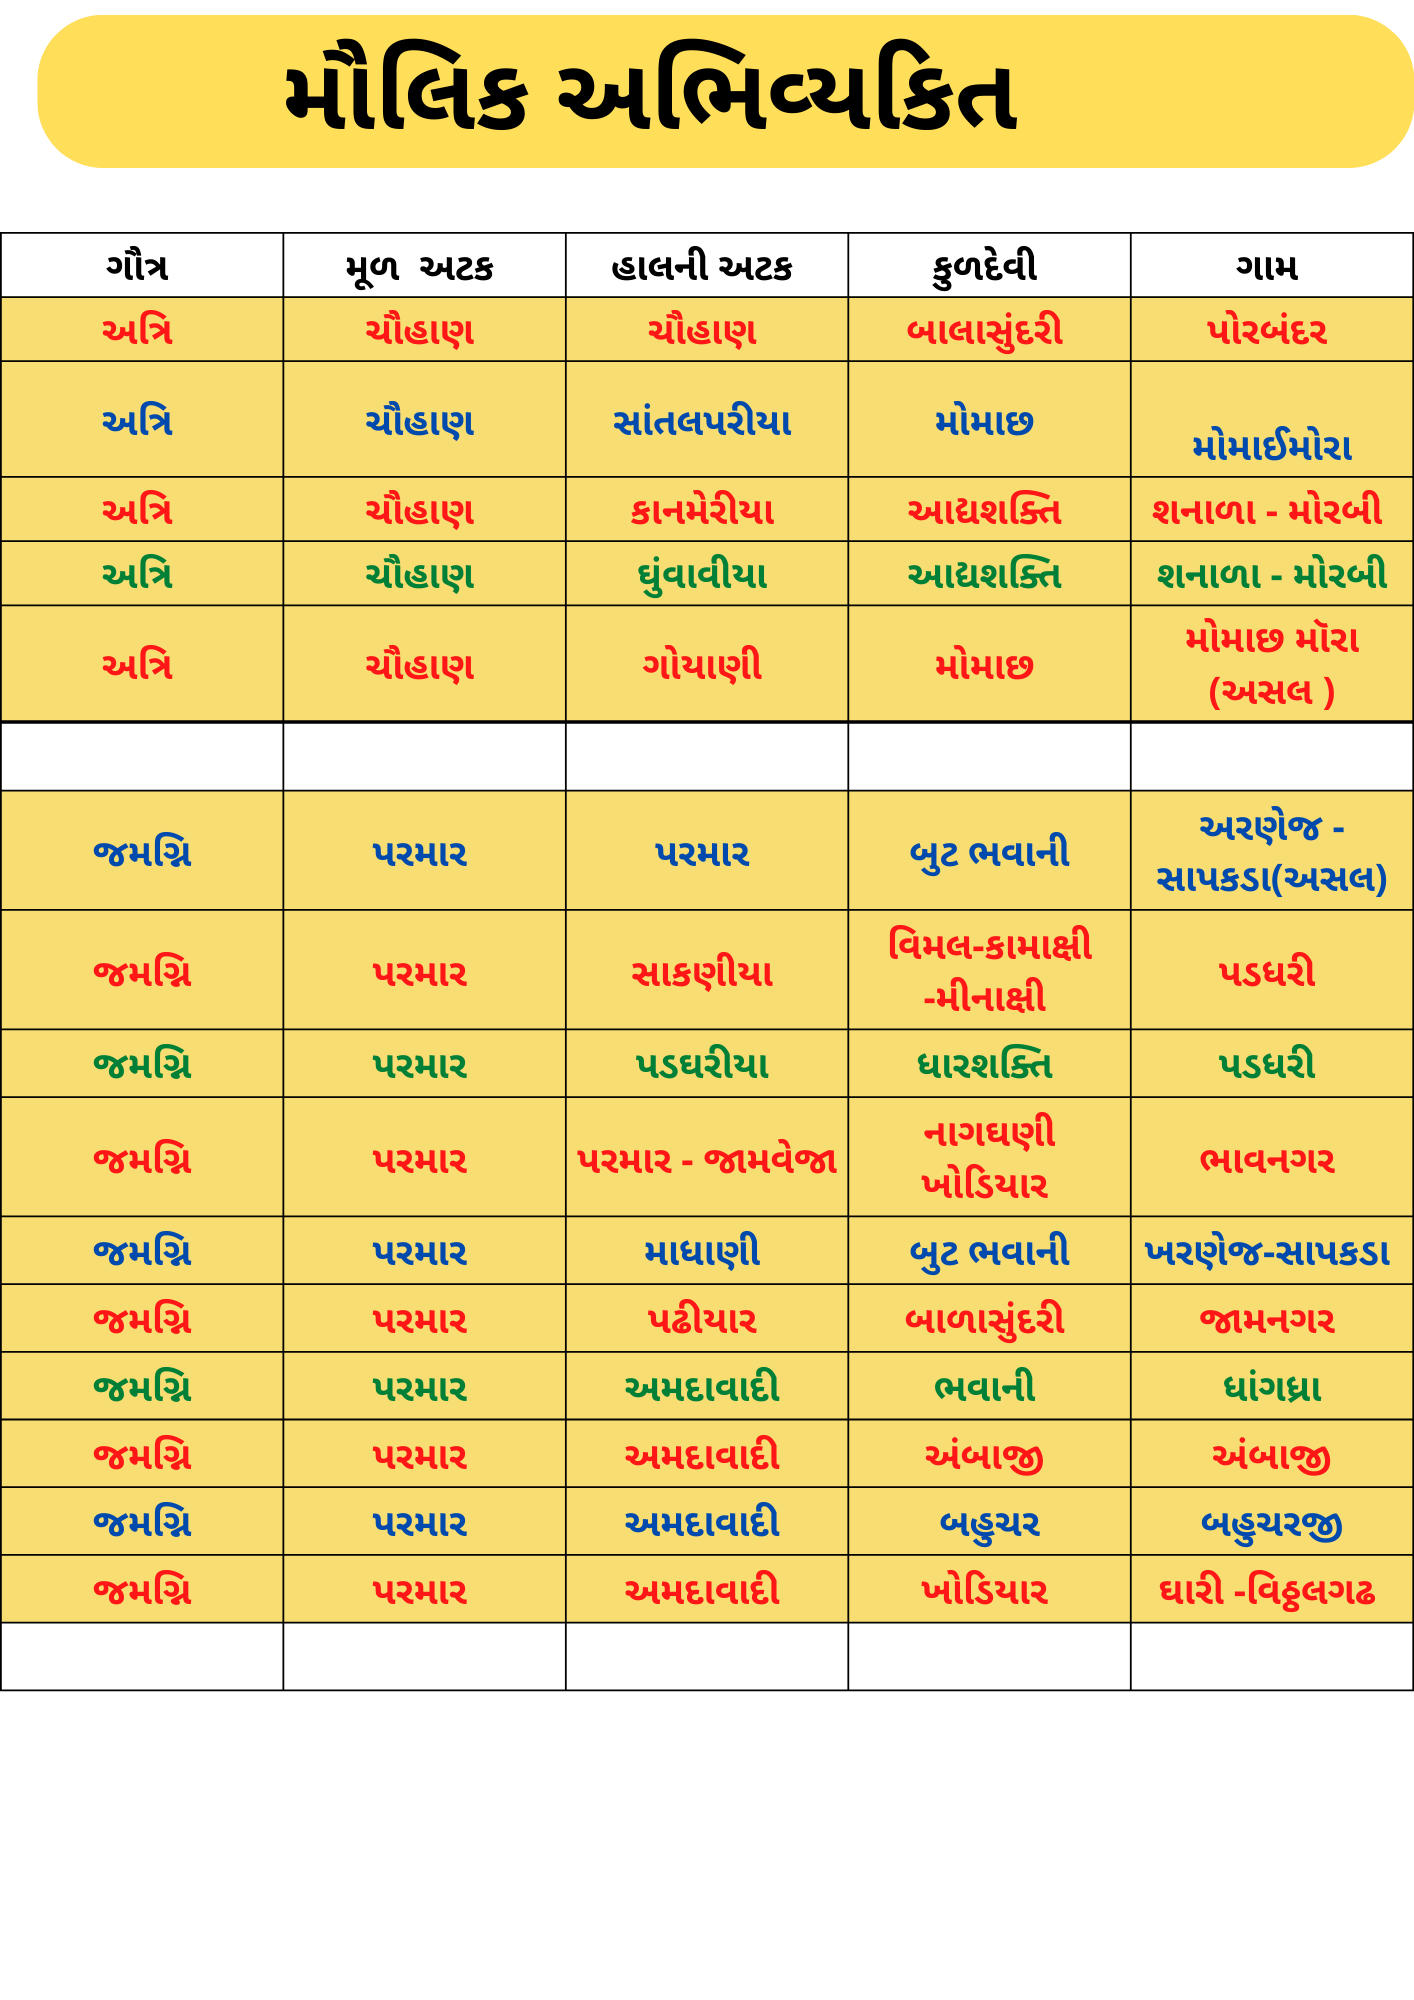 મૌલિક અભિવ્યકિત
ગૌત્ર મૂળ અટક હાલની અટક કુળદેવી ગામ
અત્રિ ચૌહાણ ચૌહાણ બાલાસુંદરી પોરબંદર
અત્રિ ચૌહાણ સાંતલપરીયા મોમાછ મોમાઈમોરા
અત્રિ ચૌહાણ કાનમેરીયા આદ્યશક્તિ શનાળા - મોરબી
અત્રિ ચૌહાણ ઘુંવાવીયા આદ્યશક્તિ શનાળા - મોરબી
અત્રિ ચૌહાણ ગોયાણી મોમાછ મોમાછ મૉરા
(અસલ )
જમગ્નિ પરમાર પરમાર બુટ ભવાની અરણેજ -
સાપકડા(અસલ)
જમગ્નિ પરમાર સાકણીયા વિમલ-કામાક્ષી
-મીનાક્ષી પડધરી
જમગ્નિ પરમાર પડઘરીયા ધારશક્તિ પડધરી
જમગ્નિ પરમાર પરમાર - જામવેજા નાગઘણી
ખોડિયાર ભાવનગર
જમગ્નિ પરમાર માધાણી બુટ ભવાની ખરણેજ-સાપકડા
જમગ્નિ પરમાર પઢીયાર બાળાસુંદરી જામનગર
જમગ્નિ પરમાર અમદાવાદી ભવાની ધાંગધ્રા
જમગ્નિ પરમાર અમદાવાદી અંબાજી અંબાજી
જમગ્નિ પરમાર અમદાવાદી બહુચર બહુચરજી
જમગ્નિ પરમાર અમદાવાદી ખોડિયાર ઘારી -વિઠ્ઠલગઢ